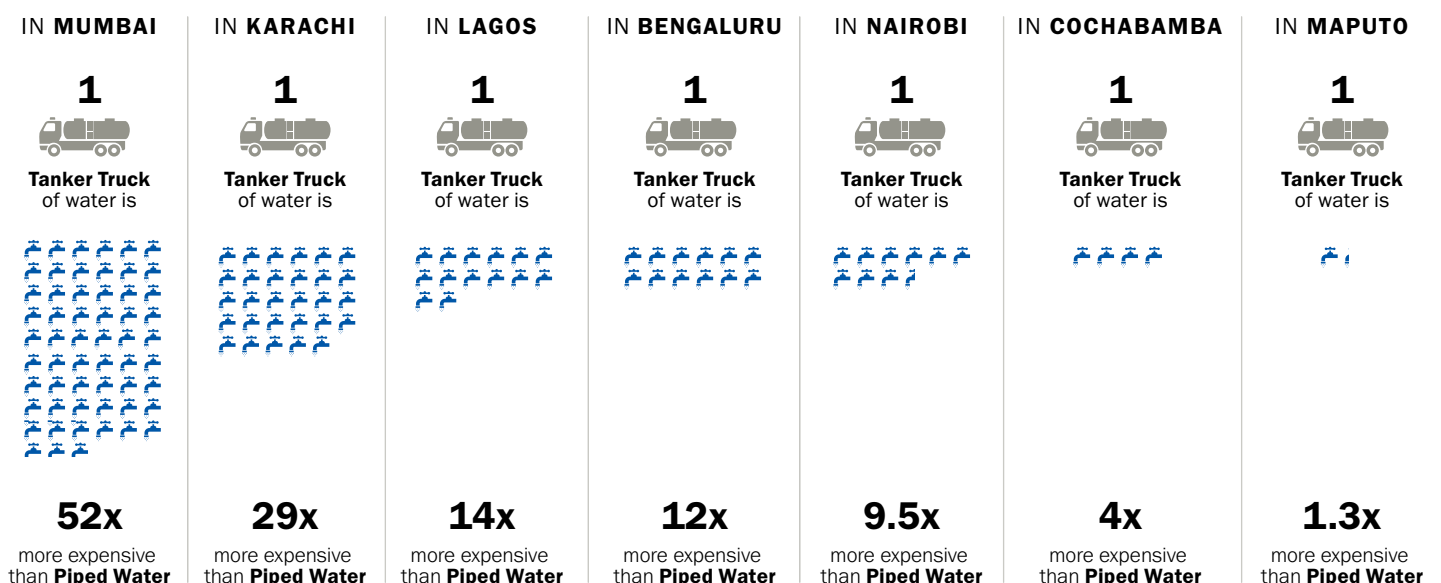 IN MUMBAI
1
Tanker Truck
of water is
52x
more expensive
than Piped Water
IN KARACHI
1
Tanker Truck
of water is
29x
more expensive
than Piped Water
IN LAGOS
1
Tanker Truck
of water is
14x
more expensive
than Piped Water
IN BENGALURU
1
Tanker Truck
of water is
12x
more expensive
than Piped Water
IN NAIROBI
1
Tanker Truck
of water is
9.5x
more expensive
than Piped Water
IN COCHABAMBA
1
Tanker Truck
of water is
4x
more expensive
than Piped Water
IN MAPUTO
1
Tanker Truck
of water is
1.3x
more expensive
than Piped Water